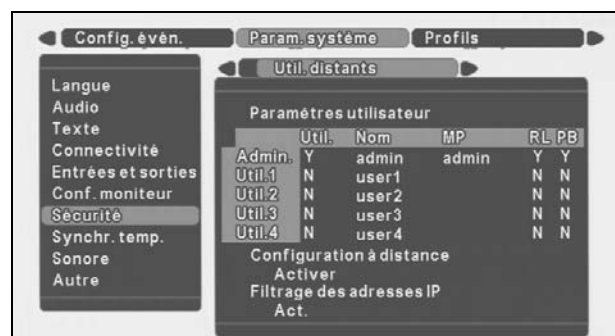 Config. évén. Param. système Profils
Util. distants
Langue
Audio
Texte
Connectivité
Entrées et sorties
Conf. moniteur
Sécurité
Synchr. temp.
Sonore
Autre
Paramétres utilisateur
Util. Nom MP RL PB
Admin. Y admin admin Y Y
Util.1 N user1 N N
Util.2 N user2 N N
Util.3 N user3 N N
Util.4 N user4 N N
Configuration à distance
Activer
Filtrage des adresses IP
Act.